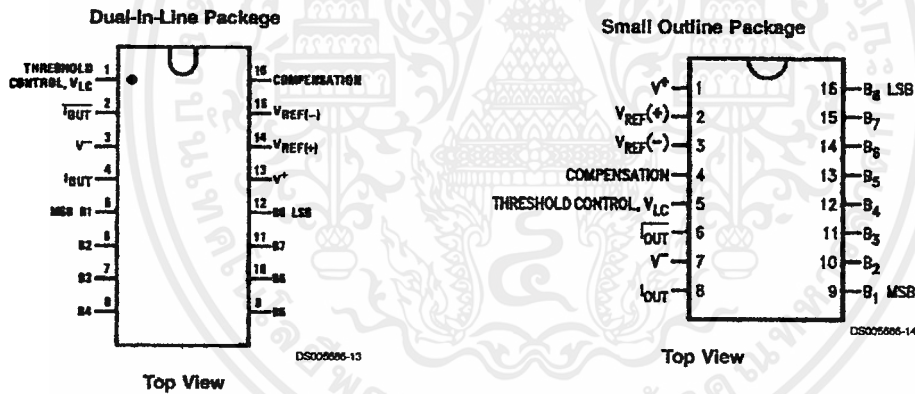 Dual-In-Line Package
THRESHOLD CONTROL, VLC
1
2
IOUT
3
V−
4
IOUT
5
MSB B1
6
B2
7
B3
8
B4
16
COMPENSATION
15
VREF(−)
14
VREF(+)
13
V+
12
B8 LSB
11
B7
10
B6
9
B5
DS005686-13
Top View
Small Outline Package
V+ 1
VREF(+) 2
VREF(−) 3
COMPENSATION 4
THRESHOLD CONTROL, VLC 5
IOUT 6
V− 7
IOUT 8
16 B8 LSB
15 B7
14 B6
13 B5
12 B4
11 B3
10 B2
9 B1 MSB
DS005686-14
Top View